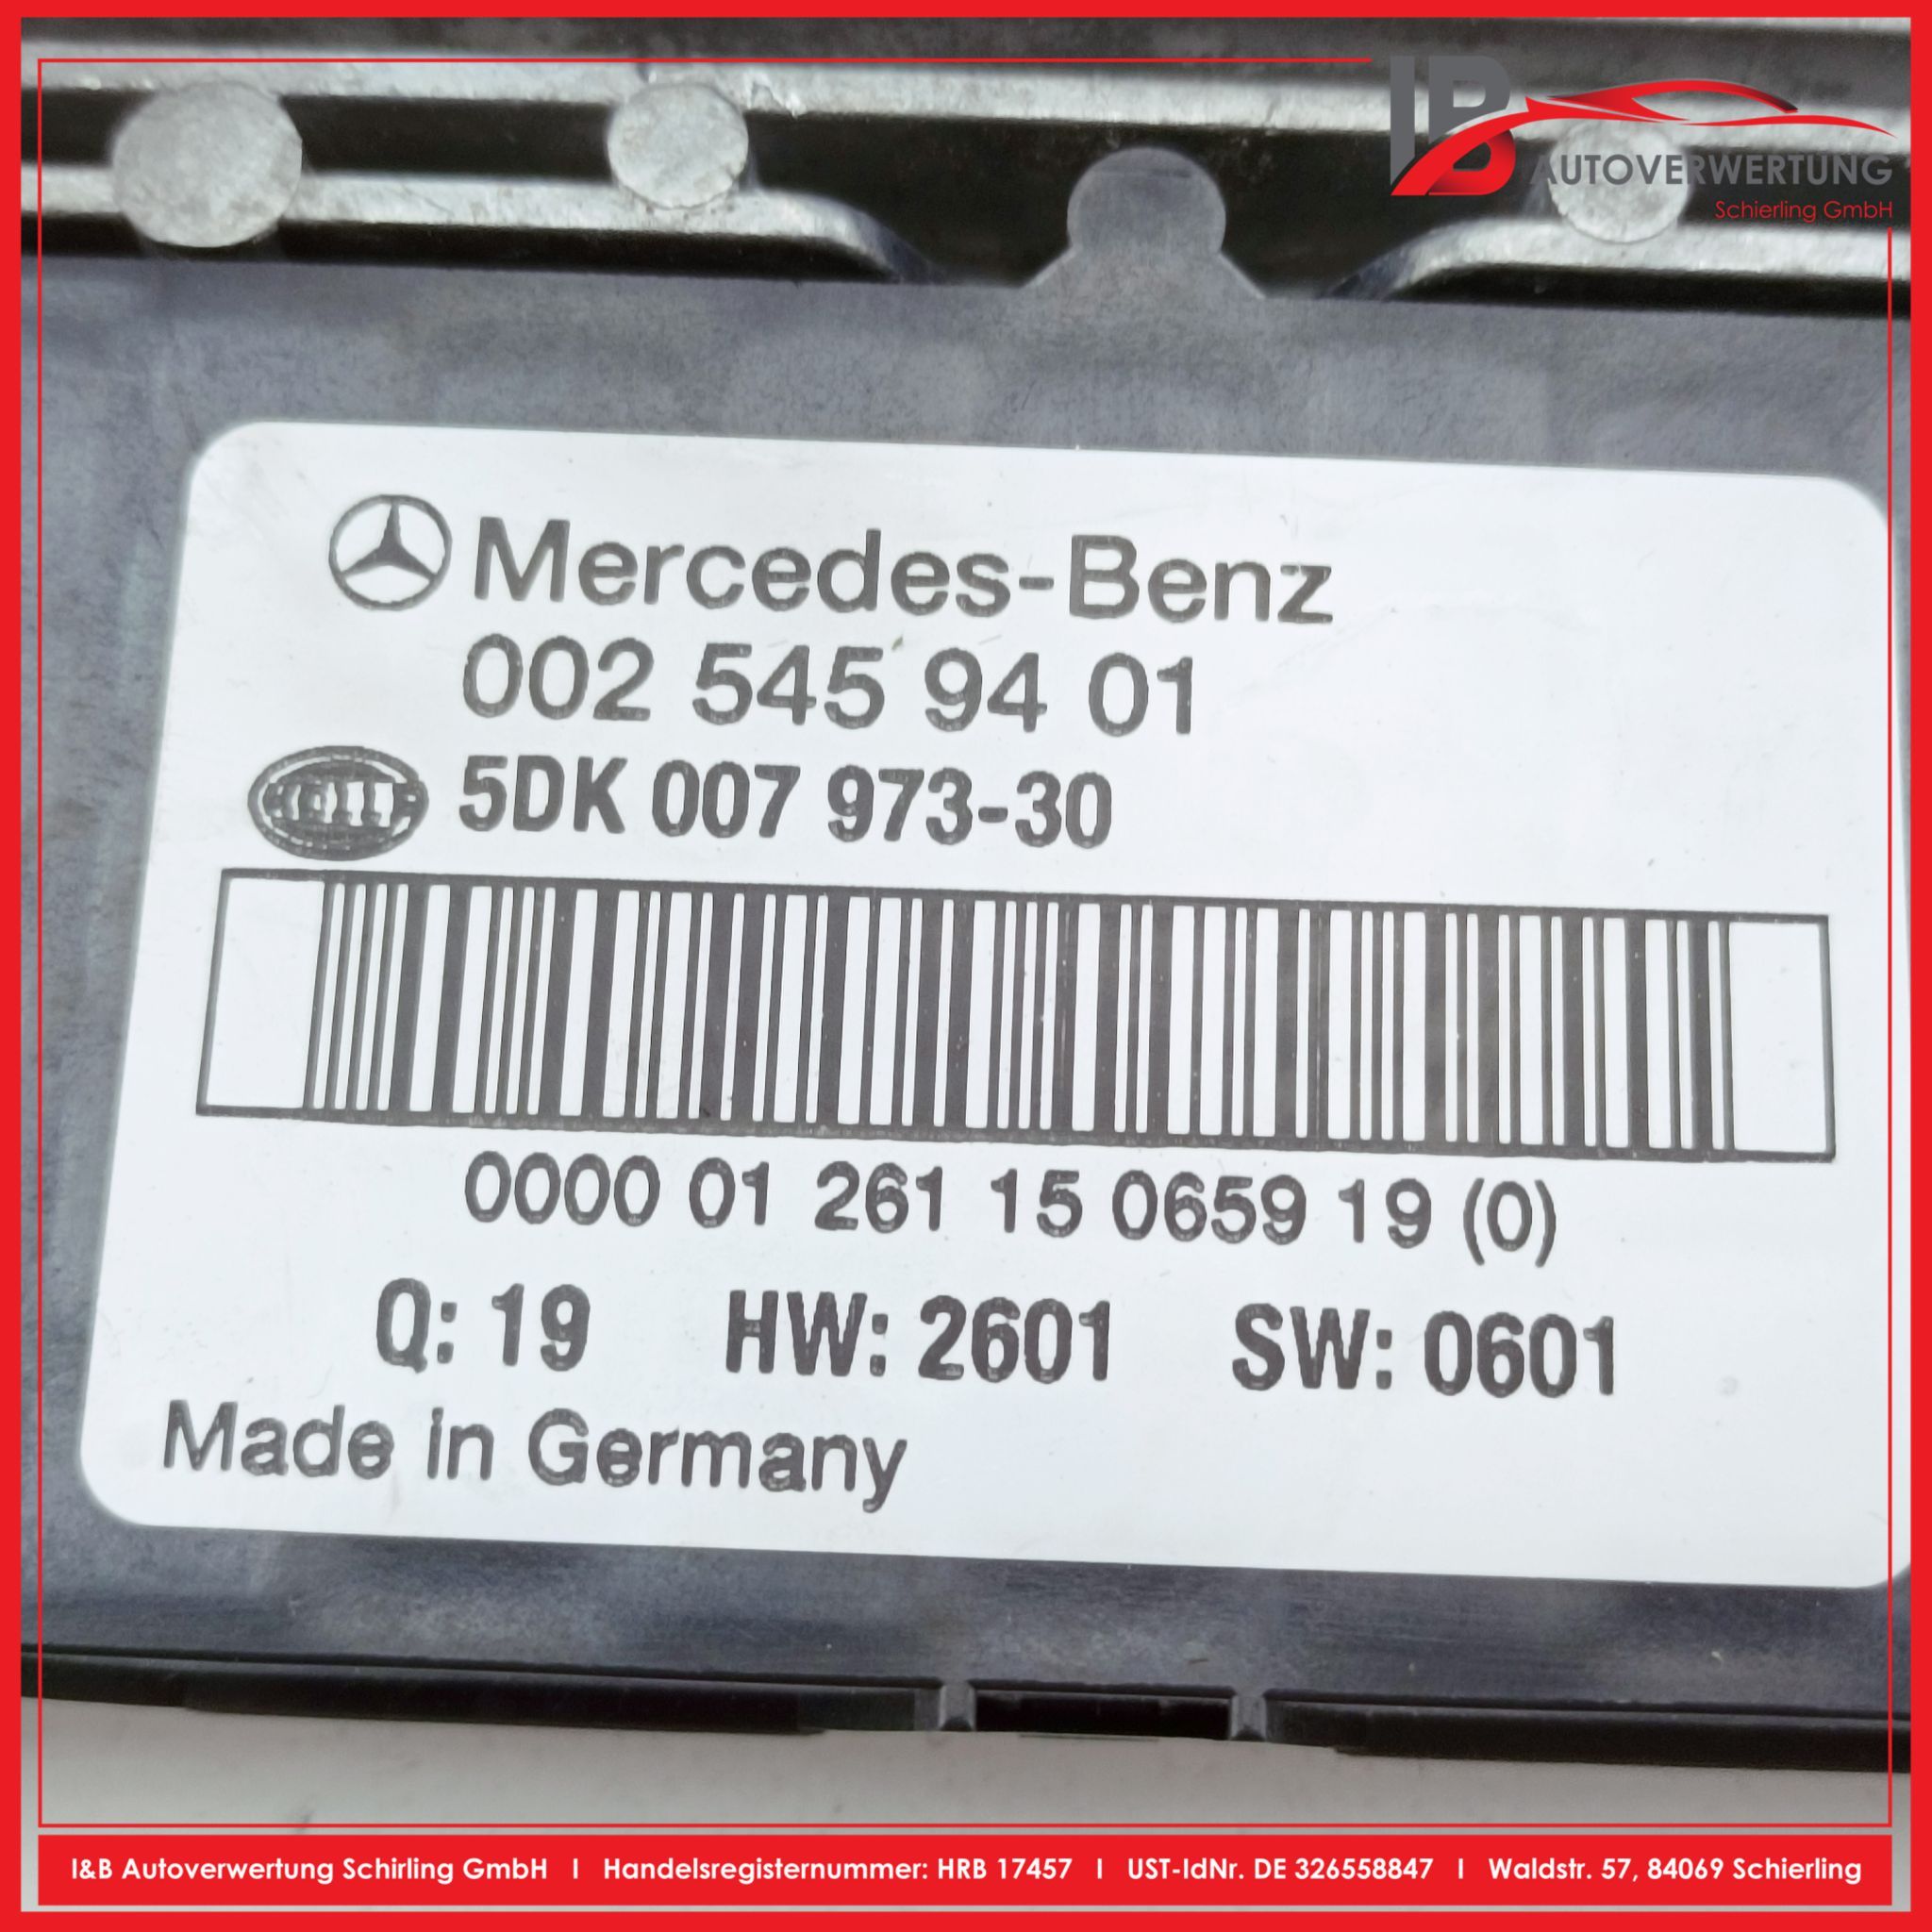 IB
AUTOVERWERTUNG
Schierling GmbH
Mercedes-Benz
002 545 94 01
HELLA 5DK 007 973-30
0000 01 261 15 0659 19 (0)
Q: 19 HW: 2601 SW: 0601
Made in Germany
I&B Autoverwertung Schirling GmbH I Handelsregisternummer: HRB 17457 I UST-IdNr. DE 326558847 I Waldstr. 57, 84069 Schierling